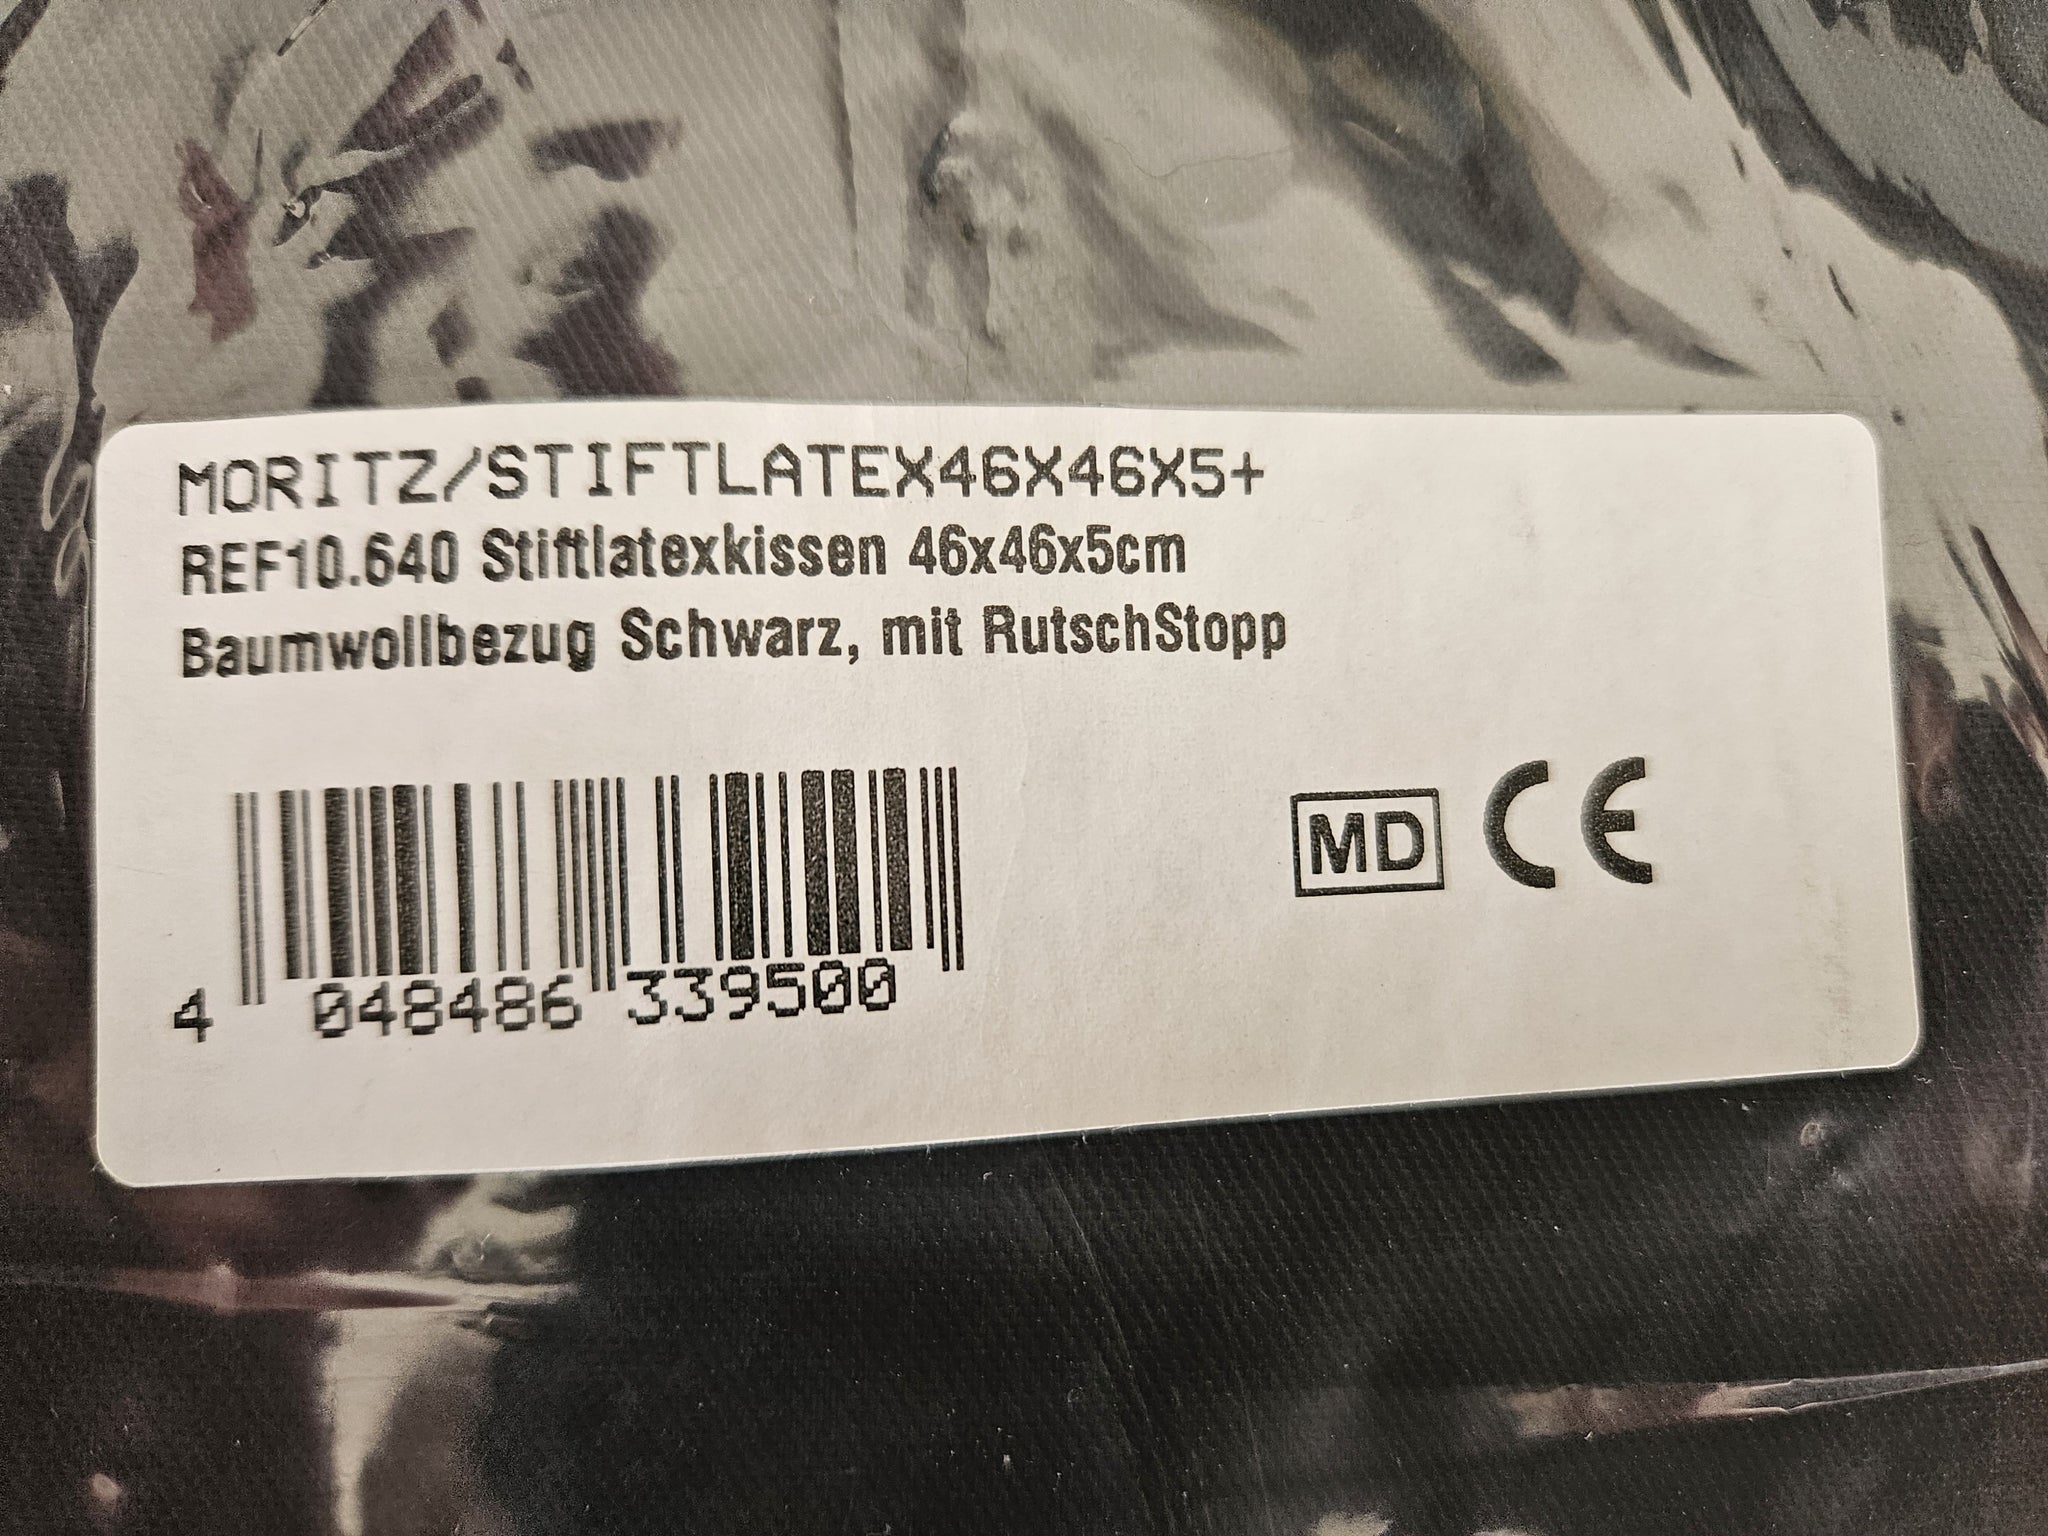 MORITZ/STIFTLATEX46X46X5+
REF10.640 Stiftlatexkissen 46x46x5cm
Baumwollbezug Schwarz, mit RutschStopp
MD CE
4 048486 339500